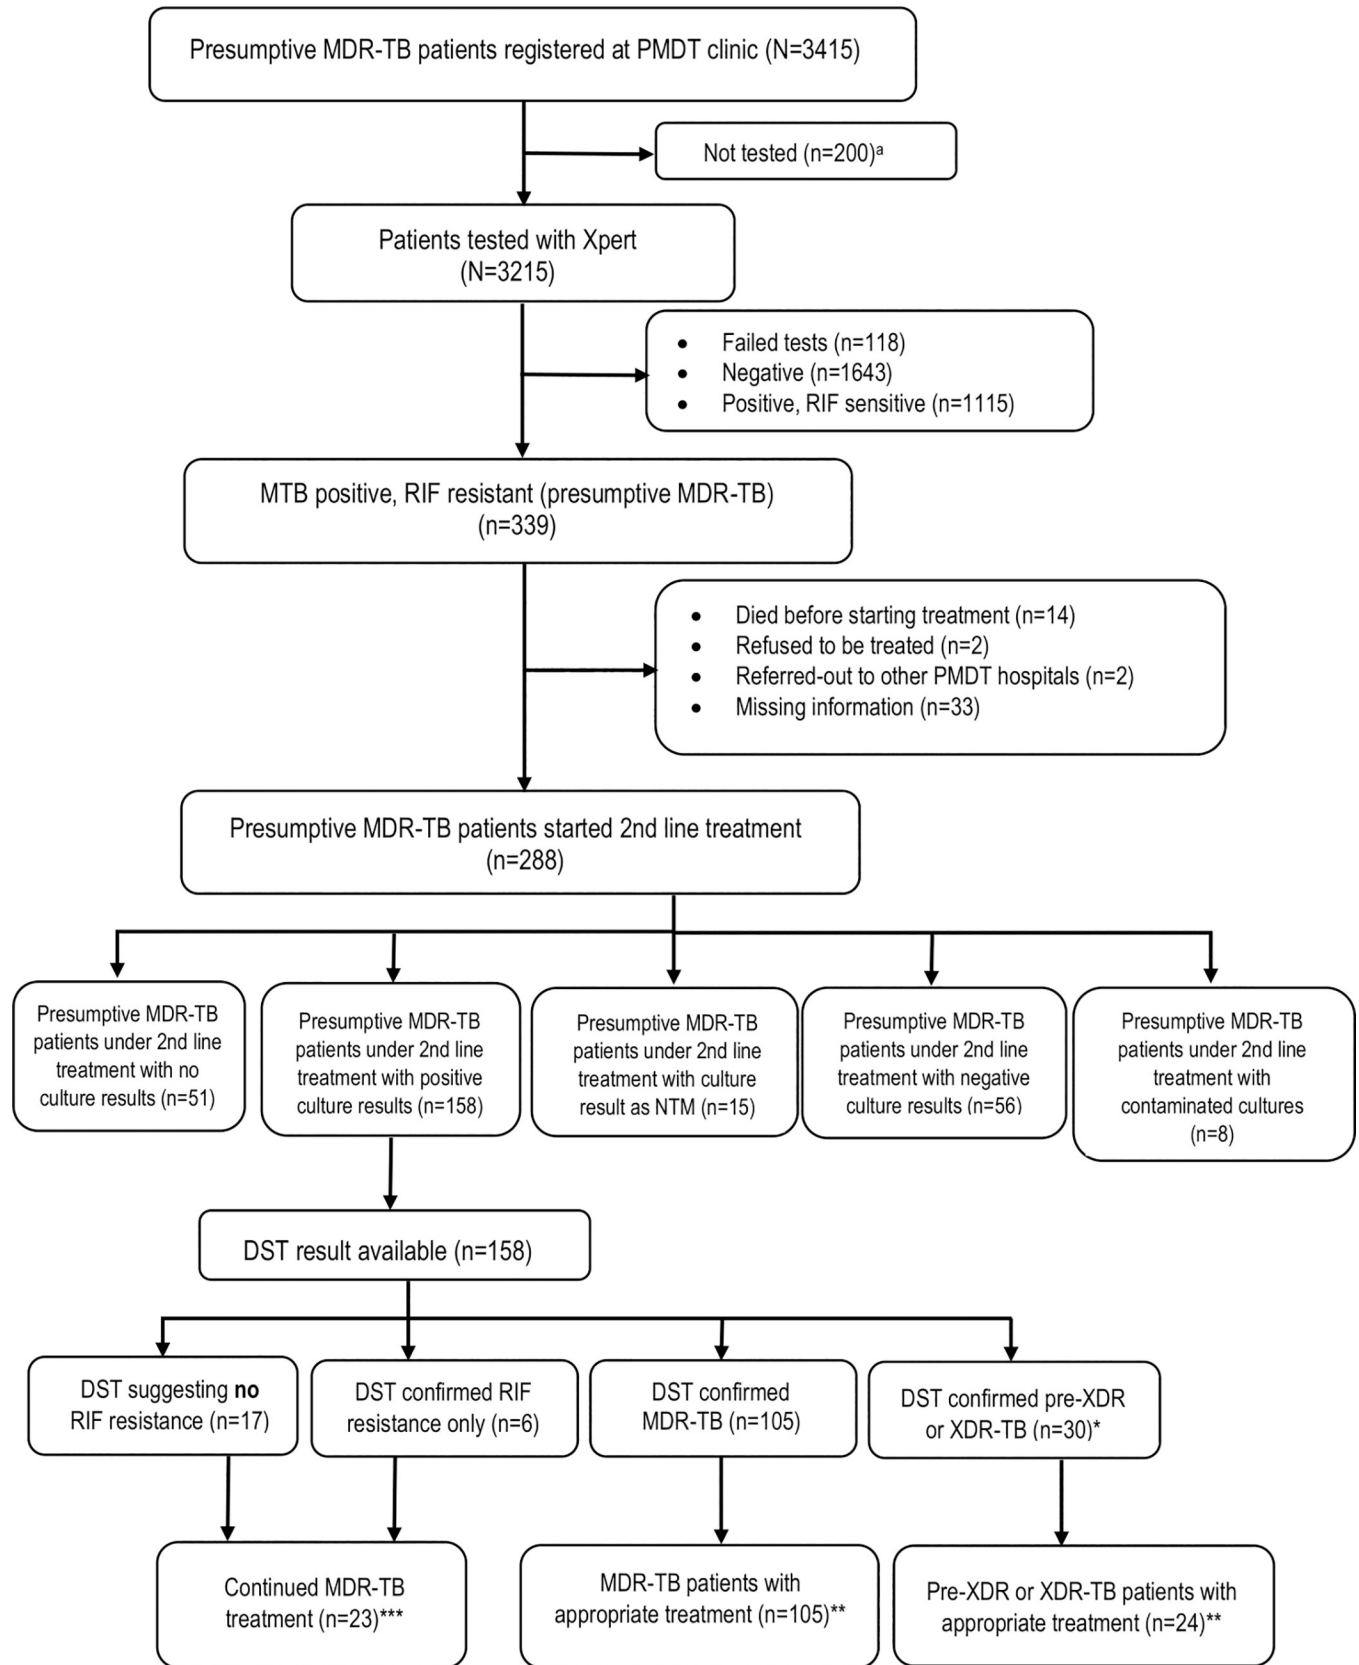 Presumptive MDR-TB patients registered at PMDT clinic (N=3415)
Not tested (n=200)ᵃ
Patients tested with Xpert
(N=3215)
• Failed tests (n=118)
• Negative (n=1643)
• Positive, RIF sensitive (n=1115)
MTB positive, RIF resistant (presumptive MDR-TB)
(n=339)
• Died before starting treatment (n=14)
• Refused to be treated (n=2)
• Referred-out to other PMDT hospitals (n=2)
• Missing information (n=33)
Presumptive MDR-TB patients started 2nd line treatment
(n=288)
Presumptive MDR-TB
patients under 2nd line
treatment with no
culture results (n=51)
Presumptive MDR-TB
patients under 2nd line
treatment with positive
culture results (n=158)
Presumptive MDR-TB
patients under 2nd line
treatment with culture
result as NTM (n=15)
Presumptive MDR-TB
patients under 2nd line
treatment with negative
culture results (n=56)
Presumptive MDR-TB
patients under 2nd line
treatment with
contaminated cultures
(n=8)
DST result available (n=158)
DST suggesting no
RIF resistance (n=17)
DST confirmed RIF
resistance only (n=6)
DST confirmed
MDR-TB (n=105)
DST confirmed pre-XDR
or XDR-TB (n=30)*
Continued MDR-TB
treatment (n=23)***
MDR-TB patients with
appropriate treatment (n=105)**
Pre-XDR or XDR-TB patients with
appropriate treatment (n=24)**